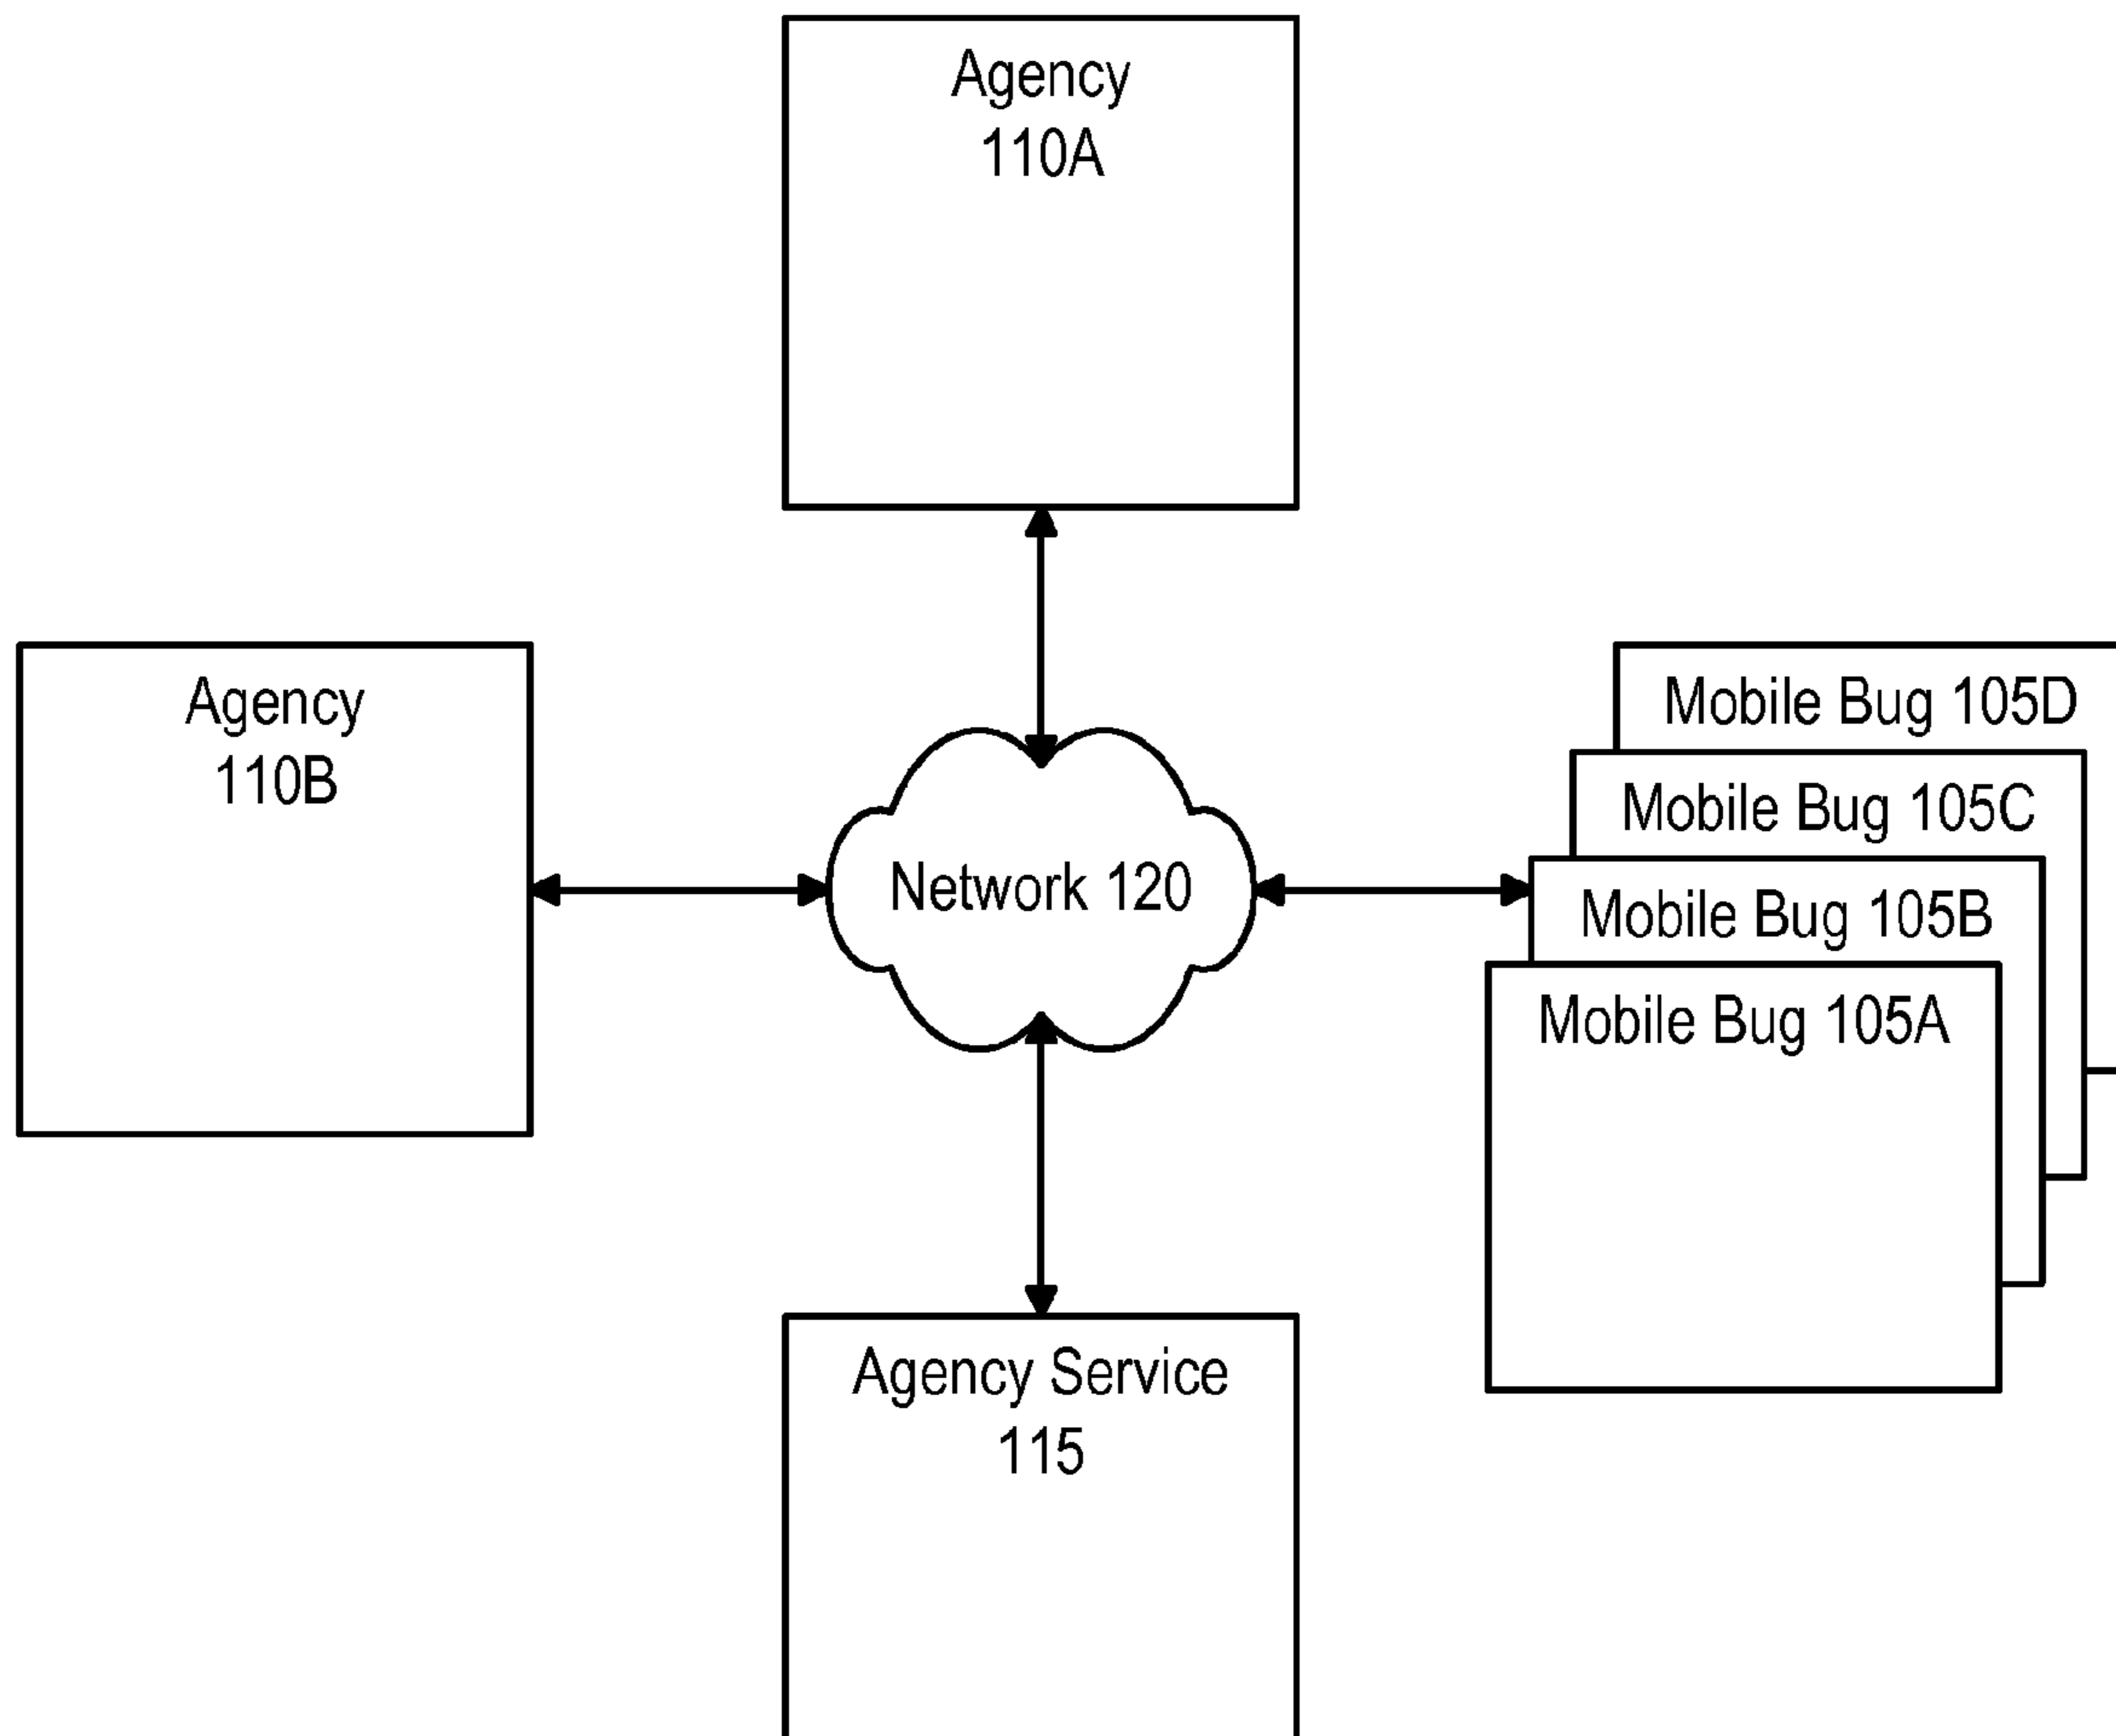 Agency
110A
Agency
110B
Mobile Bug 105D
Mobile Bug 105C
Network 120
Mobile Bug 105B
Mobile Bug 105A
Agency Service
115